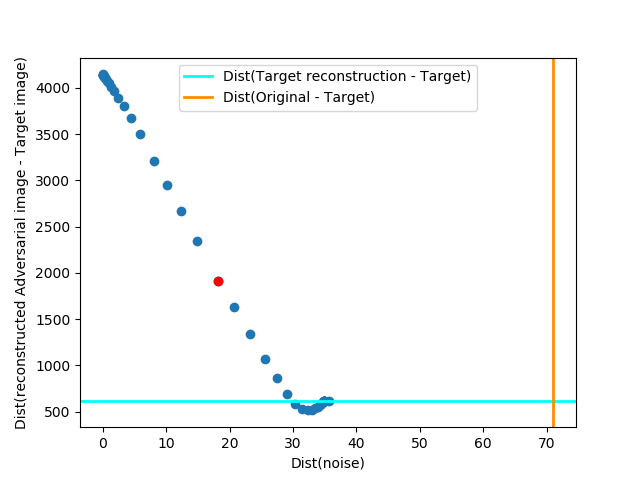 Dist(reconstructed Adversarial image - Target image)
4000
3500
3000
2500
2000
1500
1000
500
Dist(Target reconstruction - Target)
Dist(Original - Target)
0 10 20 30 40 50 60 70
Dist(noise)